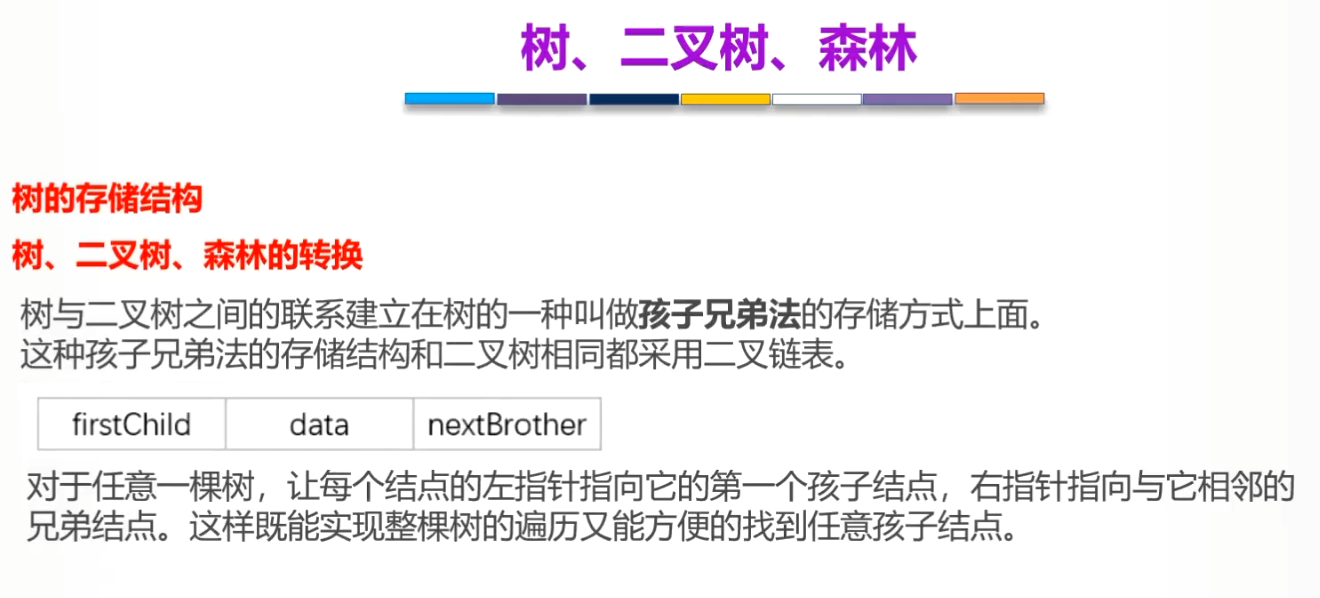 树、二叉树、森林
树的存储结构
树、二叉树、森林的转换
树与二叉树之间的联系建立在树的一种叫做孩子兄弟法的存储方式上面。
这种孩子兄弟法的存储结构和二叉树相同都采用二叉链表。
firstChild data nextBrother
对于任意一棵树，让每个结点的左指针指向它的第一个孩子结点，右指针指向与它相邻的
兄弟结点。这样既能实现整棵树的遍历又能方便的找到任意孩子结点。